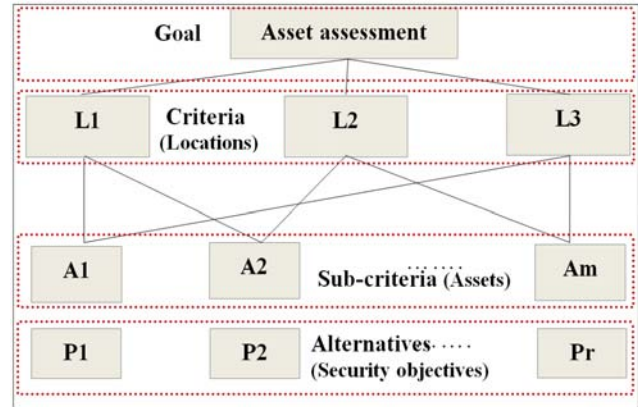 Goal Asset assessment
L1 Criteria L2 L3
(Locations)
A1 A2 ....... Am
Sub-criteria (Assets)
P1 P2 Alternatives ..... Pr
(Security objectives)